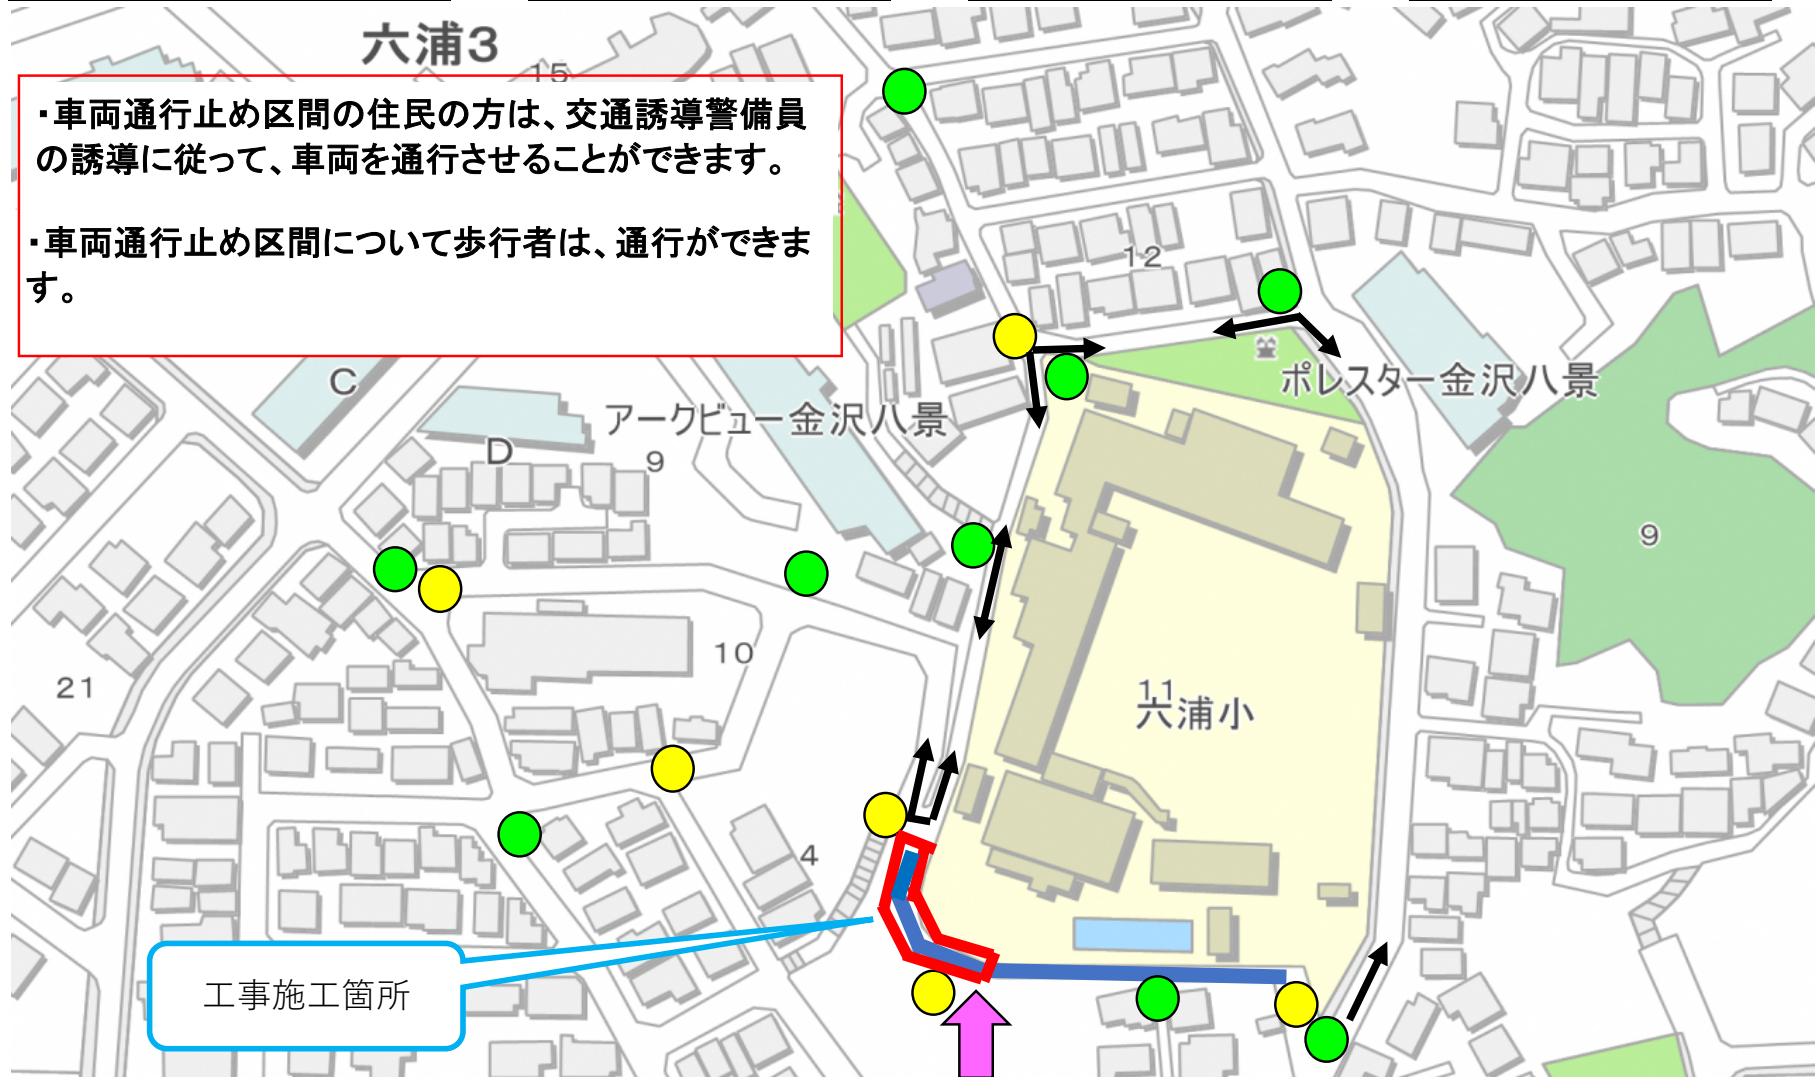 六浦3
15
・車両通行止め区間の住民の方は、交通誘導警備員
の誘導に従って、車両を通行させることができます。
・車両通行止め区間について歩行者は、通行ができま
す。
12
C
ポレスター金沢八景
アークビュー金沢八景
D
9
9
10
21
11
六浦小
4
工事施工箇所